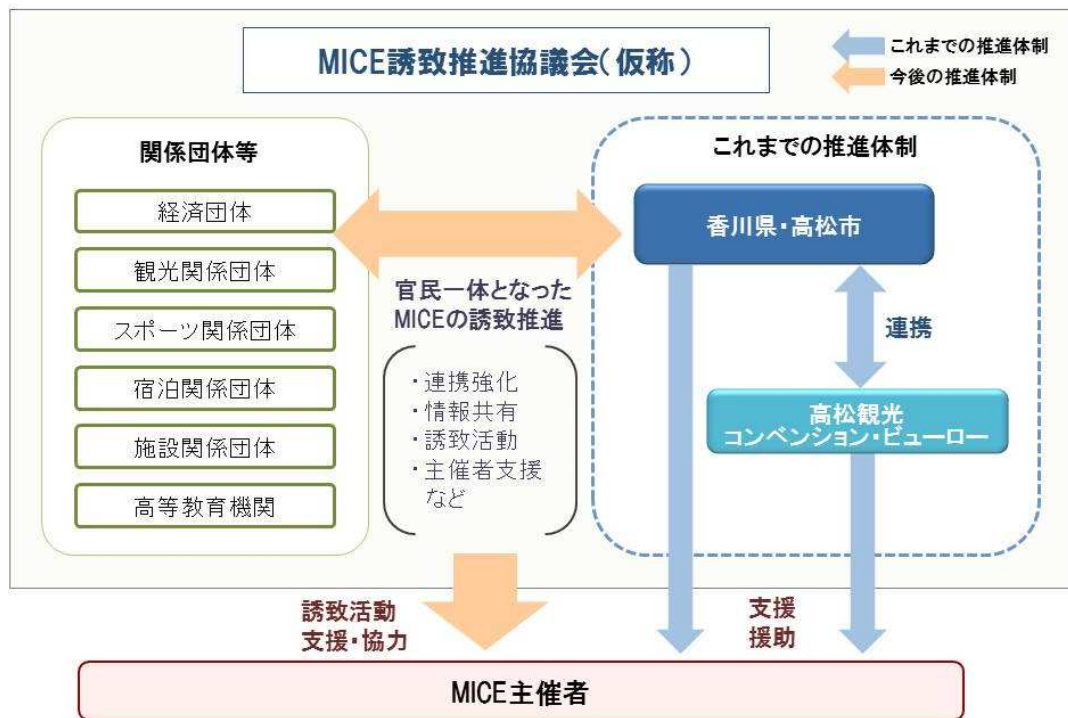 MICE誘致推進協議会（仮称）
これまでの推進体制
今後の推進体制
関係団体等
経済団体
観光関係団体
スポーツ関係団体
宿泊関係団体
施設関係団体
高等教育機関
官民一体となった
MICEの誘致推進
・連携強化
・情報共有
・誘致活動
・主催者支援
など
これまでの推進体制
香川県・高松市
連携
高松観光
コンベンション・ビューロー
誘致活動
支援・協力
支援
援助
MICE主催者